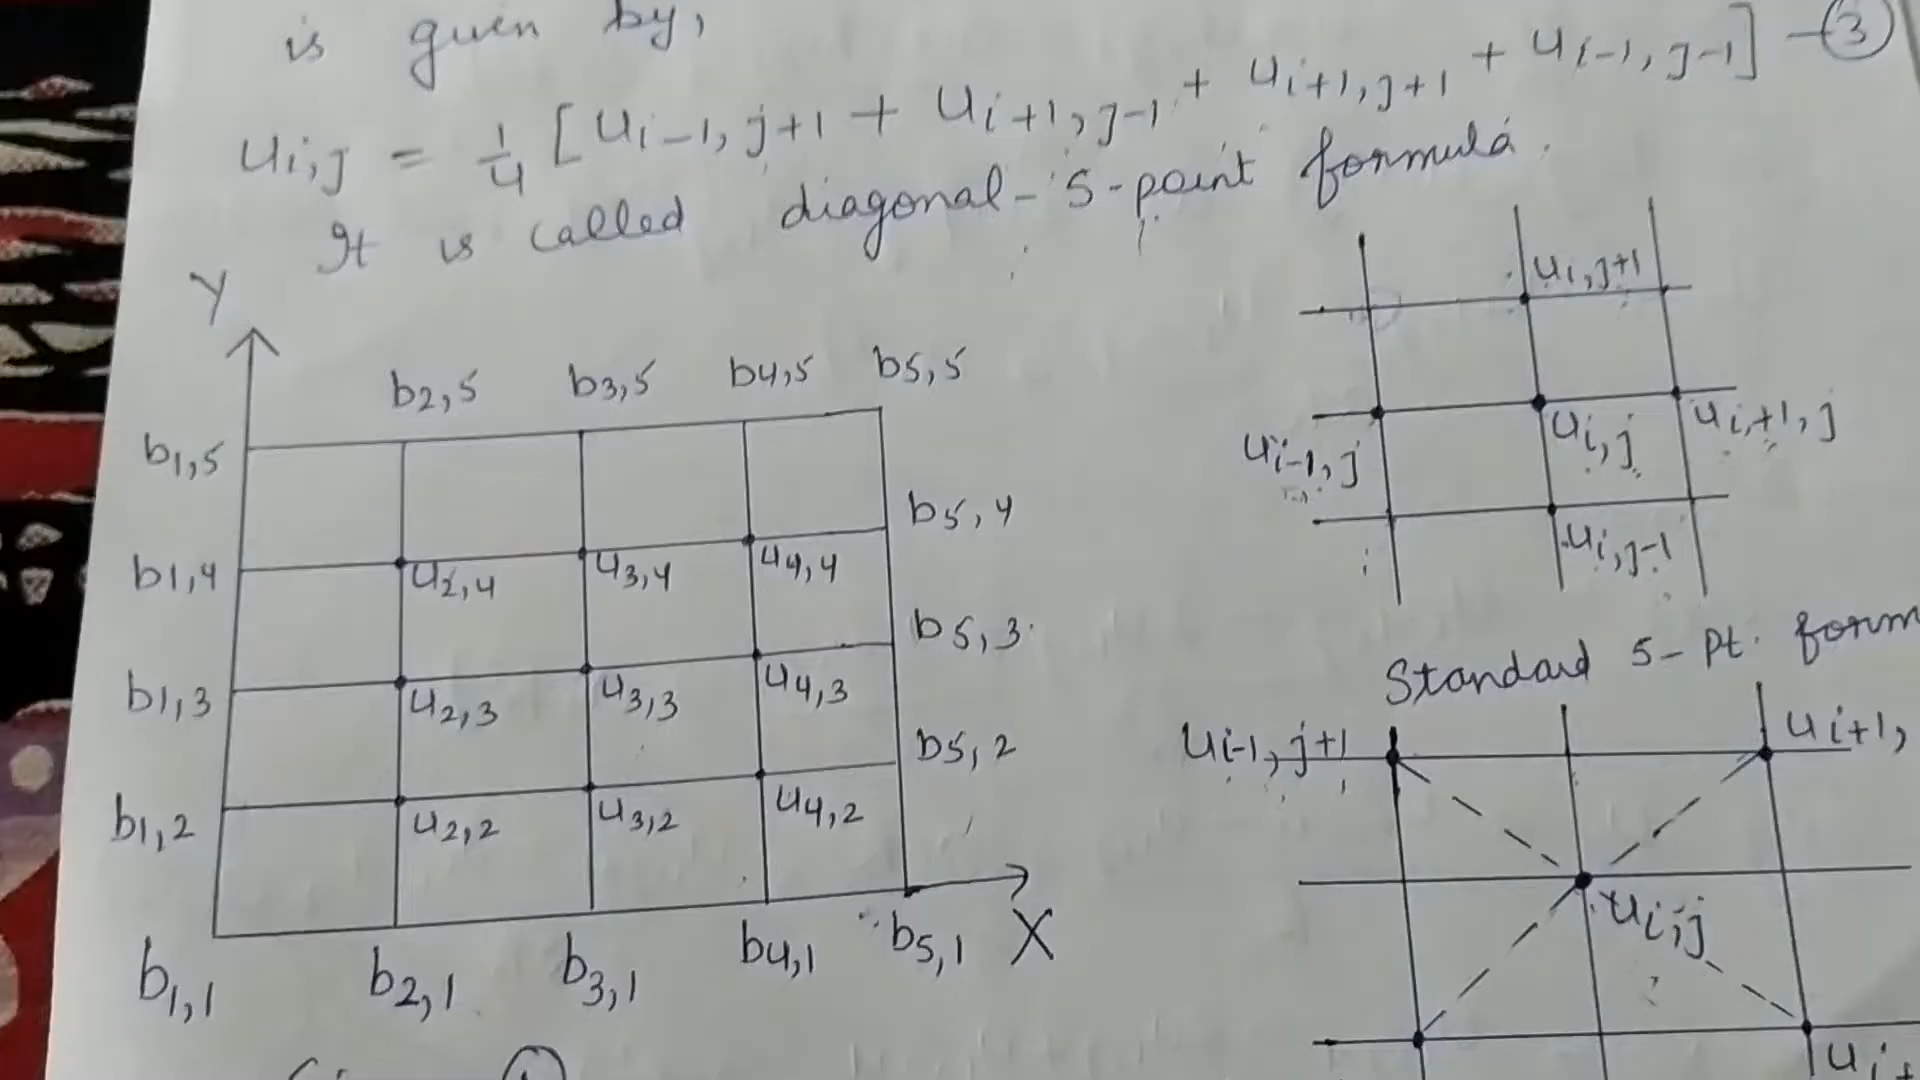 is given by,
ui,j = 1/4 [ui-1, j+1 + ui+1, j-1 + ui+1, j+1 + ui-1, j-1] —③
It is called diagonal-5-point formula.
Y
b2,5 b3,5 b4,5 b5,5
b1,5
b5,4
b1,4 u2,4 u3,4 u4,4
b5,3
b1,3 u2,3 u3,3 u4,3
b5,2
b1,2 u2,2 u3,2 u4,2
b1,1 b2,1 b3,1 b4,1 b5,1 X
ui,j+1
ui-1,j ui,j ui+1,j
ui,j-1
Standard 5-Pt. form
ui-1, j+1 ui+1,
ui,j
ui+